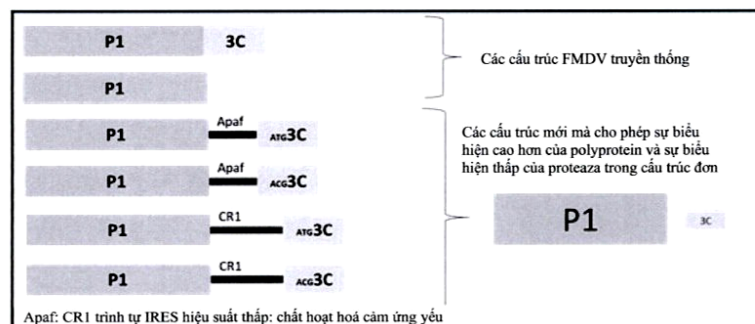 P1 3C
Các cấu trúc FMDV truyền thống
P1
Apaf
P1 ATG3C
Các cấu trúc mới mà cho phép sự biểu
hiện cao hơn của polyprotein và sự biểu
hiện thấp của proteaza trong cấu trúc đơn
Apaf
P1 ACG3C
CR1
P1 ATG3C
P1 3C
CR1
P1 ACG3C
Apaf: CR1 trình tự IRES hiệu suất thấp: chất hoạt hoá cảm ứng yếu